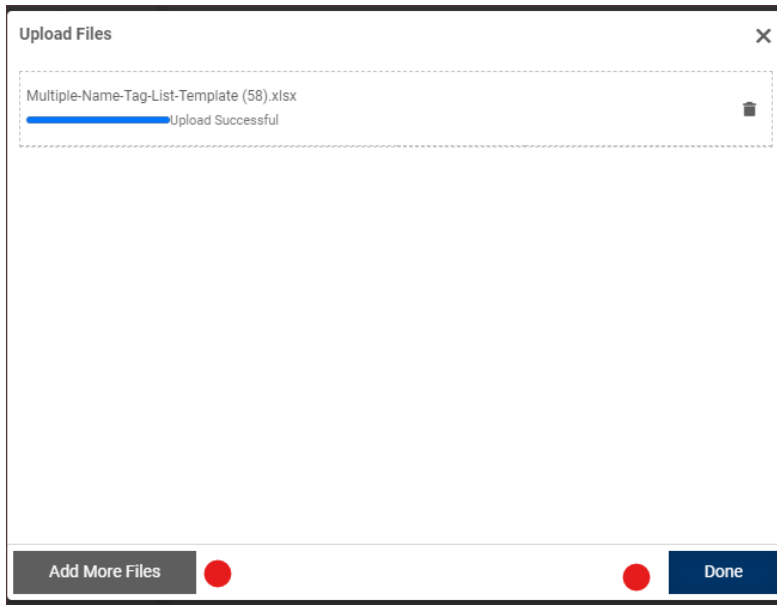 Upload Files
Multiple-Name-Tag-List-Template (58).xlsx
Upload Successful
Add More Files
Done